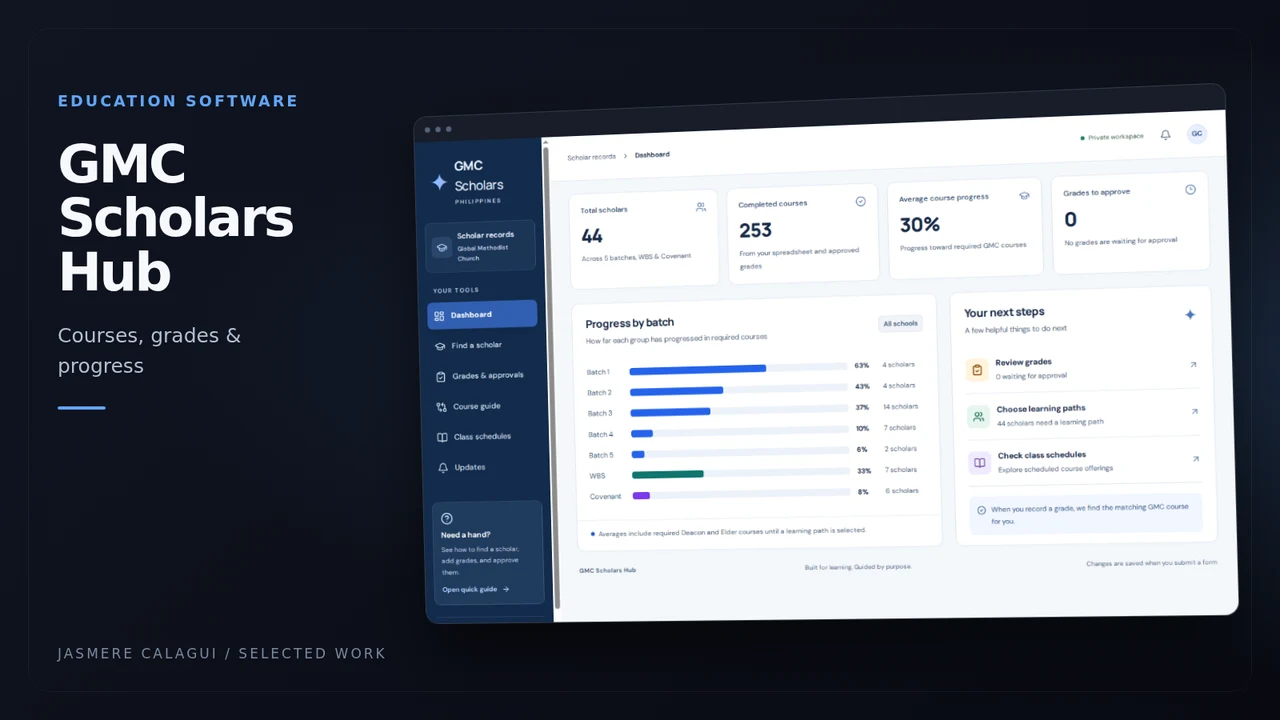 EDUCATION SOFTWARE
GMC
Scholars
Hub
Courses, grades &
progress
JASMERE CALAGUI / SELECTED WORK
GMC
Scholars
PHILIPPINES
Scholar records
Global Methodist
Church
YOUR TOOLS
Dashboard
Find a scholar
Grades & approvals
Course guide
Class schedules
Updates
Need a hand?
See how to find a scholar,
add grades, and approve
them.
Open quick guide →
Scholar records › Dashboard
Private workspace
GC
Total scholars
44
Across 5 batches, WBS & Covenant
Completed courses
253
From your spreadsheet and approved
grades
Average course progress
30%
Progress toward required GMC courses
Grades to approve
0
No grades are waiting for approval
Progress by batch
How far each group has progressed in required courses
All schools
Batch 1 63% 4 scholars
Batch 2 43% 4 scholars
Batch 3 37% 14 scholars
Batch 4 10% 7 scholars
Batch 5 6% 2 scholars
WBS 33% 7 scholars
Covenant 8% 6 scholars
Averages include required Deacon and Elder courses until a learning path is selected.
Your next steps
A few helpful things to do next
Review grades
0 waiting for approval
Choose learning paths
44 scholars need a learning path
Check class schedules
Explore scheduled course offerings
When you record a grade, we find the matching GMC course
for you.
GMC Scholars Hub
Built for learning. Guided by purpose.
Changes are saved when you submit a form.